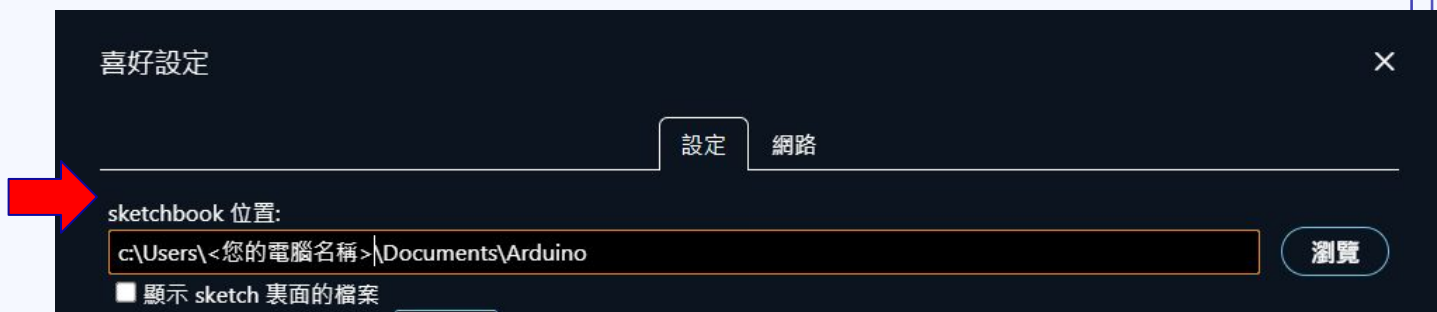 喜好設定
設定 網路
sketchbook 位置:
c:\Users\<您的電腦名稱>\Documents\Arduino 瀏覽
顯示 sketch 裏面的檔案